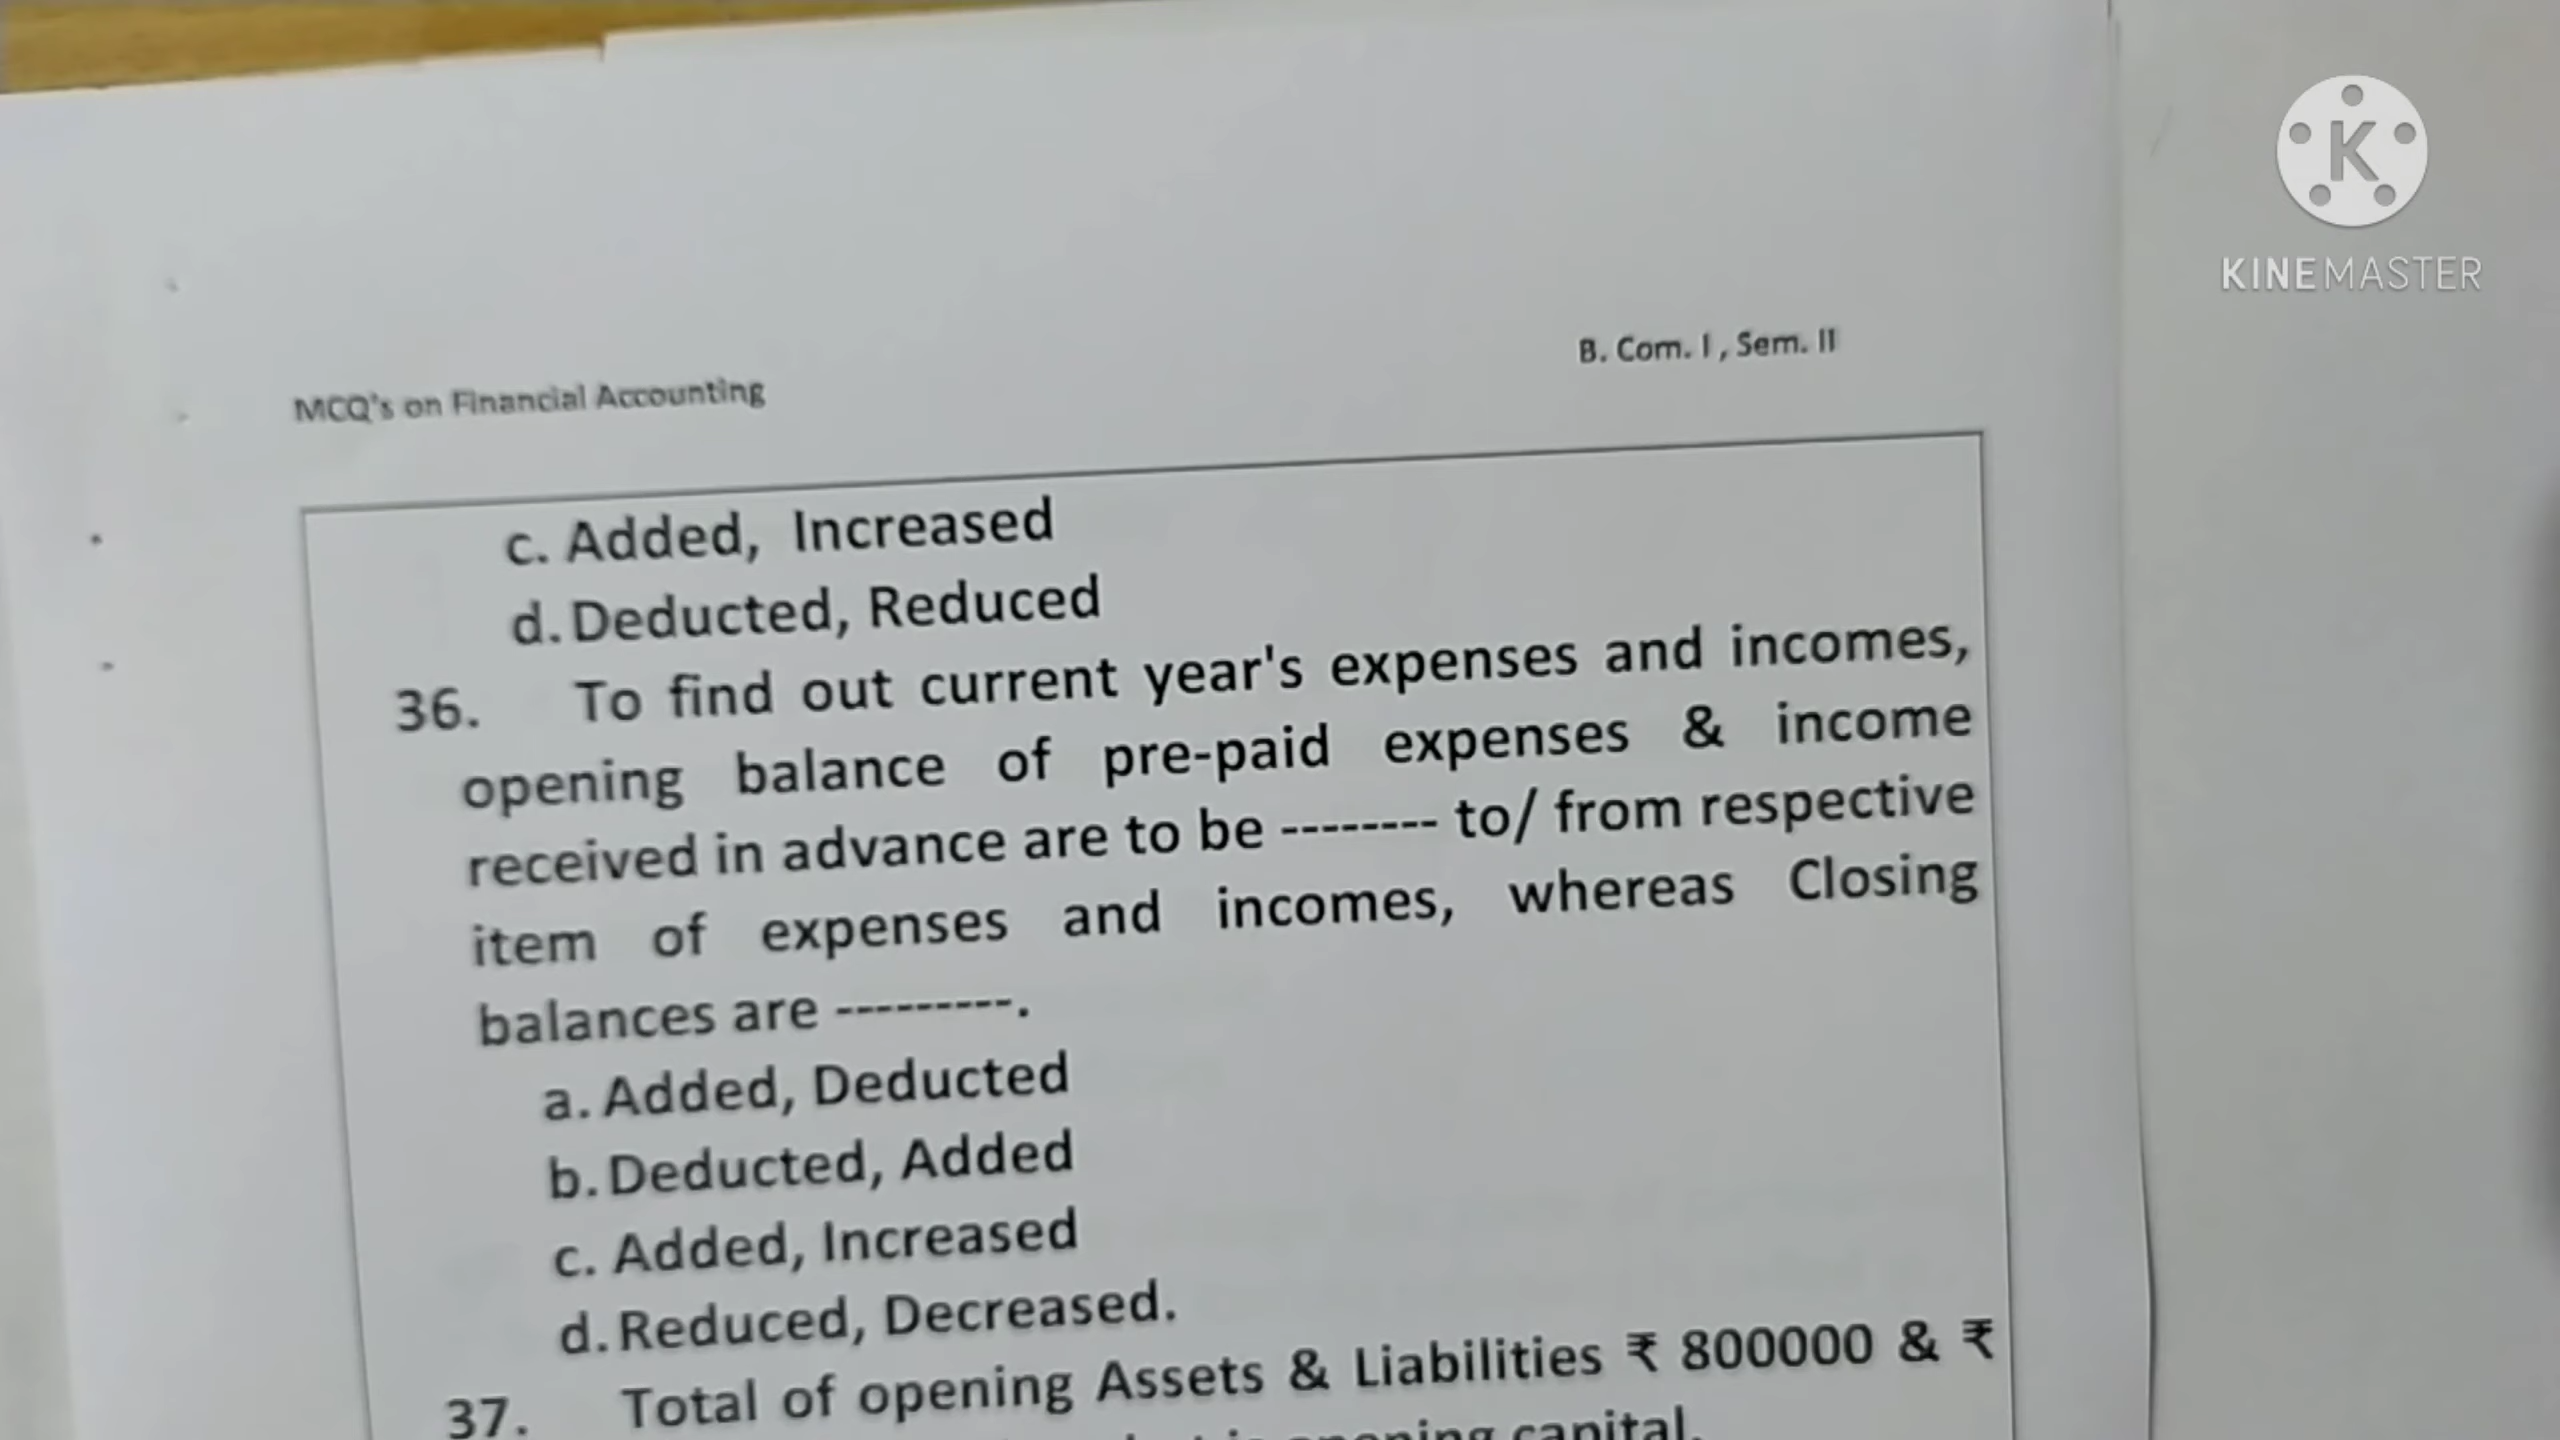 K
KINEMASTER
B. Com. I , Sem. II
MCQ's on Financial Accounting
c. Added, Increased
d. Deducted, Reduced
36. To find out current year's expenses and incomes,
opening balance of pre-paid expenses & income
received in advance are to be -------- to/ from respective
item of expenses and incomes, whereas Closing
balances are ---------.
a. Added, Deducted
b. Deducted, Added
c. Added, Increased
d. Reduced, Decreased.
37. Total of opening Assets & Liabilities ₹ 800000 & ₹
opening capital.